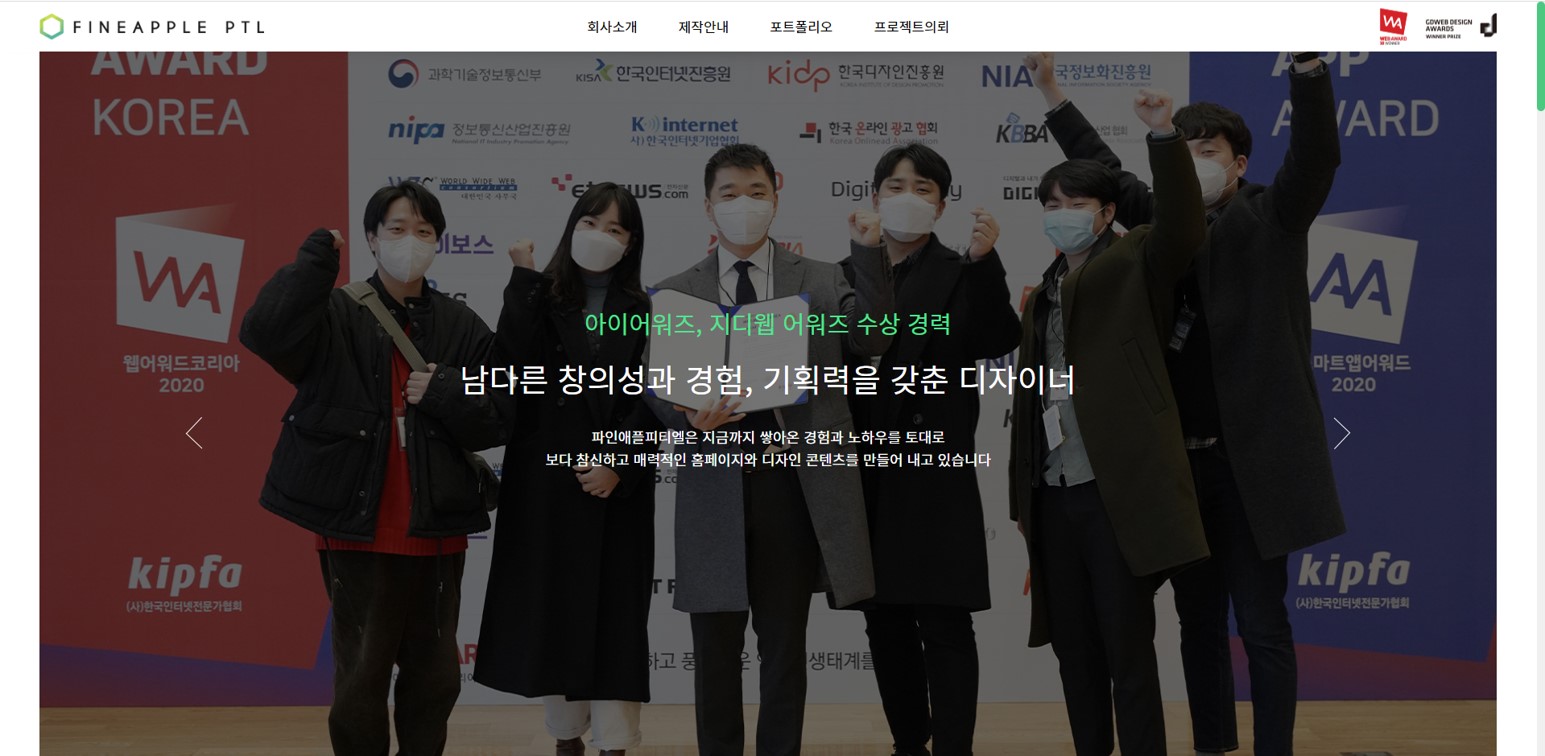 FINEAPPLE PTL
회사소개 제작안내 포트폴리오 프로젝트의뢰
WA
WEB AWARD
WINNER
GDWEB DESIGN
AWARDS
WINNER PRIZE
AWARD
KOREA
과학기술정보통신부
KISA 한국인터넷진흥원
kidp 한국디자인진흥원
NIA 국정보화진흥원
APP
AWARD
nipa 정보통신산업진흥원
National IT Industry Promotion Agency
K internet
(사)한국인터넷기업협회
한국 온라인 광고 협회
Korea Onlinead Association
KBBA
WORLD WIDE WEB
consortium
대한민국 사무국
.com
Digit
y
DIGI
이보스
WA
웹어워드코리아
2020
마트앱어워드
2020
아이어워즈, 지디웹 어워즈 수상 경력
남다른 창의성과 경험, 기획력을 갖춘 디자이너
파인애플피티엘은 지금까지 쌓아온 경험과 노하우를 토대로
보다 참신하고 매력적인 홈페이지와 디자인 콘텐츠를 만들어 내고 있습니다
kipfa
(사)한국인터넷전문가협회
kipfa
(사)한국인터넷전문가협회
하고 풍
생태계를